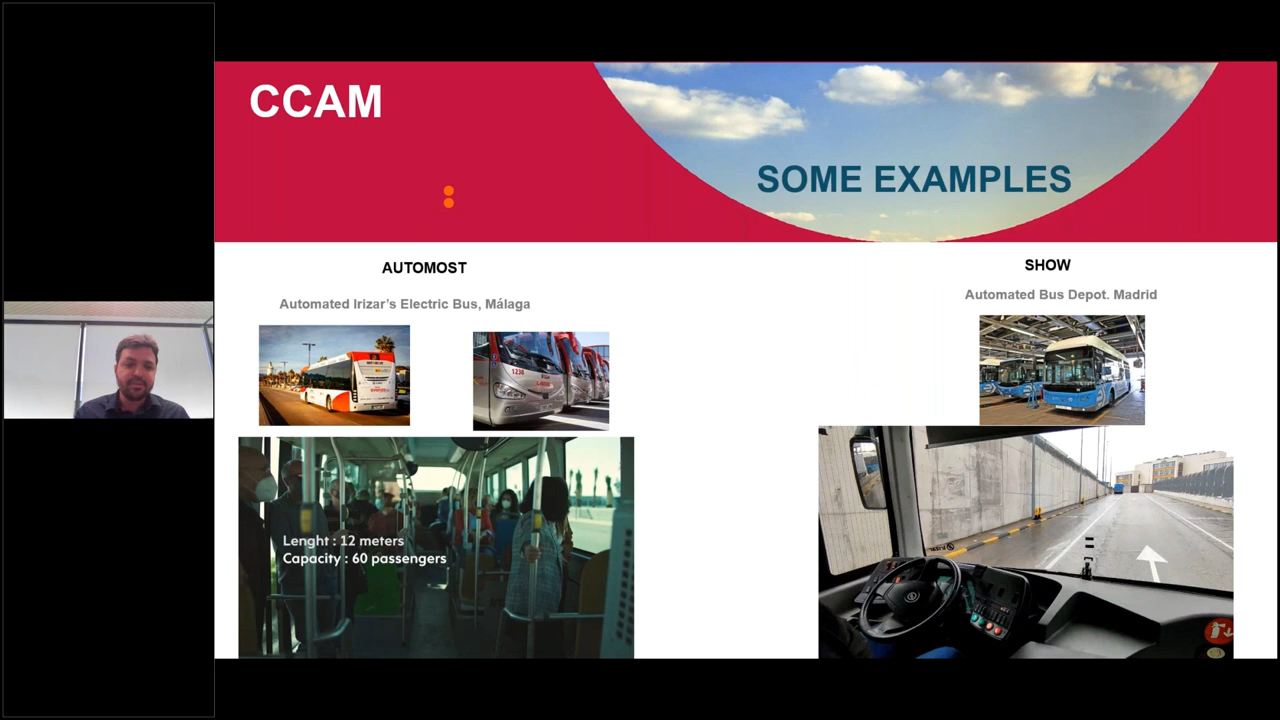 CCAM
SOME EXAMPLES
AUTOMOST
Automated Irizar's Electric Bus, Málaga
1238
Lenght : 12 meters
Capacity : 60 passengers
SHOW
Automated Bus Depot. Madrid